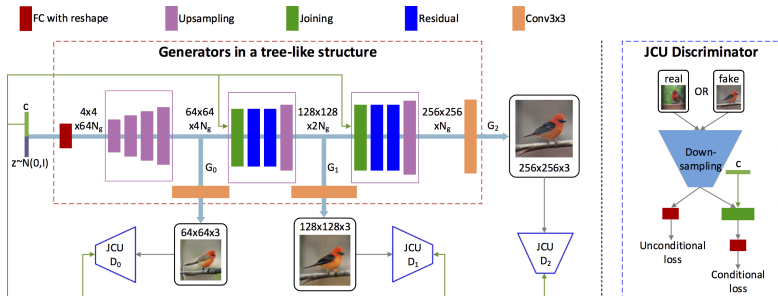 FC with reshape
Upsampling
Joining
Residual
Conv3x3
Generators in a tree-like structure
JCU Discriminator
c
z~N(0,I)
4x4
x64Ng
64x64
x4Ng
128x128
x2Ng
256x256
xNg
G0
G1
G2
64x64x3
128x128x3
256x256x3
JCU
D0
JCU
D1
JCU
D2
real
OR
fake
Down-
sampling
c
Unconditional
loss
Conditional
loss